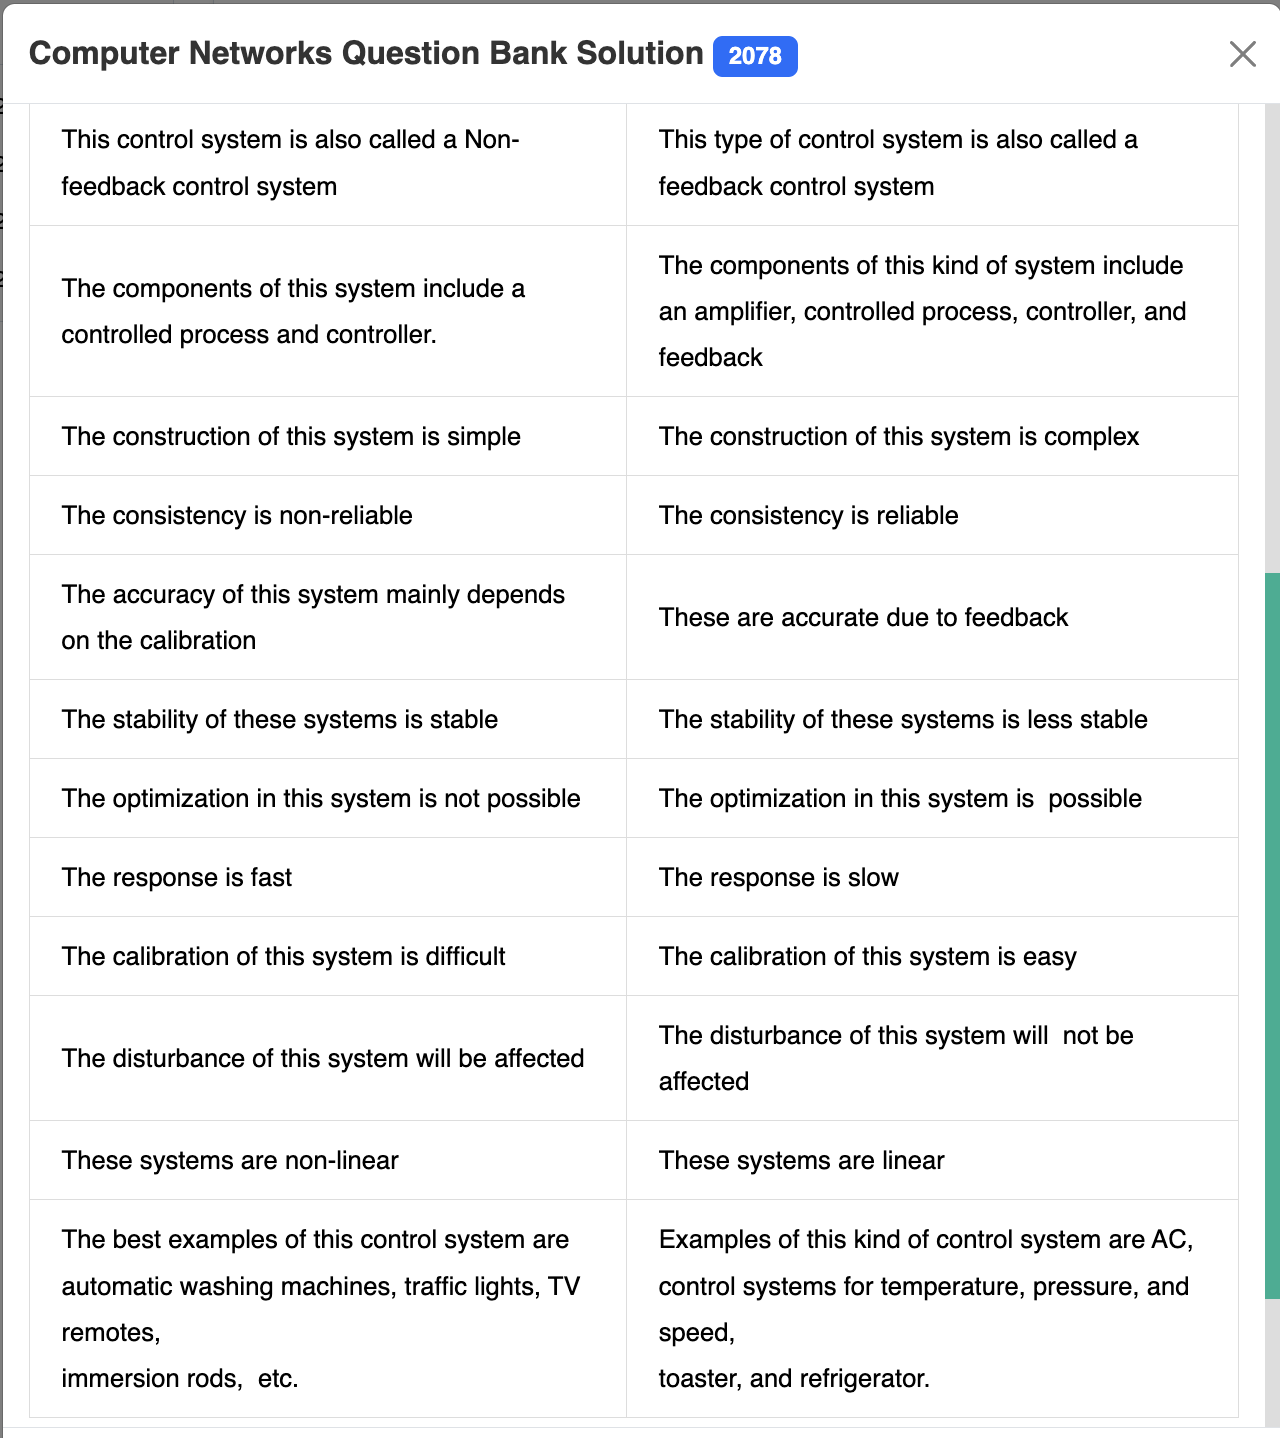 Computer Networks Question Bank Solution 2078
This control system is also called a Non-
feedback control system
This type of control system is also called a
feedback control system
The components of this system include a
controlled process and controller.
The components of this kind of system include
an amplifier, controlled process, controller, and
feedback
The construction of this system is simple
The construction of this system is complex
The consistency is non-reliable
The consistency is reliable
The accuracy of this system mainly depends
on the calibration
These are accurate due to feedback
The stability of these systems is stable
The stability of these systems is less stable
The optimization in this system is not possible
The optimization in this system is  possible
The response is fast
The response is slow
The calibration of this system is difficult
The calibration of this system is easy
The disturbance of this system will be affected
The disturbance of this system will  not be
affected
These systems are non-linear
These systems are linear
The best examples of this control system are
automatic washing machines, traffic lights, TV
remotes,
immersion rods,  etc.
Examples of this kind of control system are AC,
control systems for temperature, pressure, and
speed,
toaster, and refrigerator.